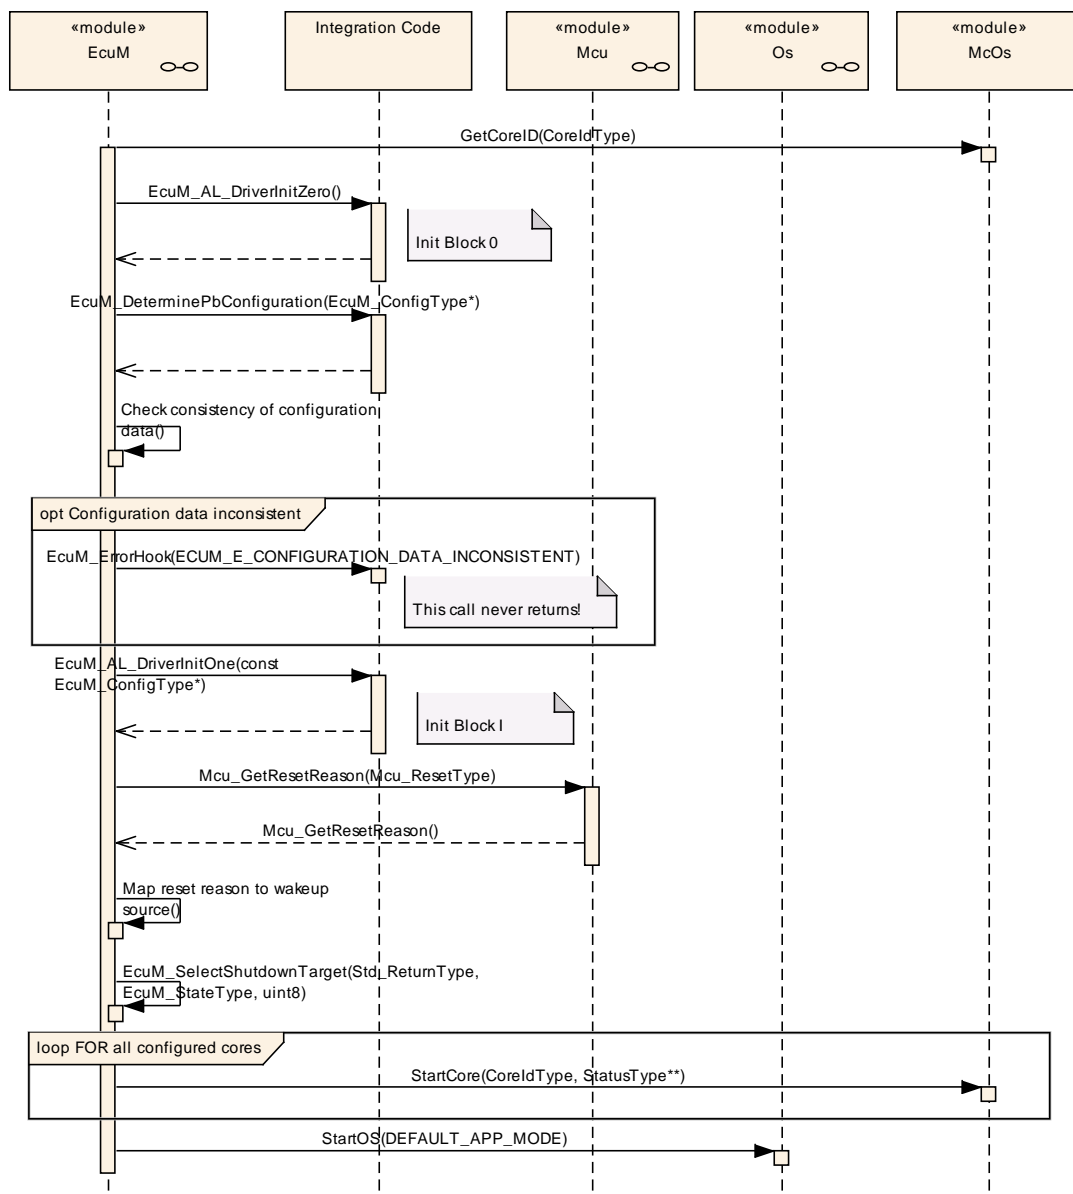 «module»
EcuM
Integration Code
«module»
Mcu
«module»
Os
«module»
McOs
GetCoreID(CoreIdType)
EcuM_AL_DriverInitZero()
Init Block 0
EcuM_DeterminePbConfiguration(EcuM_ConfigType*)
Check consistency of configuration
data()
opt Configuration data inconsistent
EcuM_ErrorHook(ECUM_E_CONFIGURATION_DATA_INCONSISTENT)
This call never returns!
EcuM_AL_DriverInitOne(const
EcuM_ConfigType*)
Init Block I
Mcu_GetResetReason(Mcu_ResetType)
Mcu_GetResetReason()
Map reset reason to wakeup
source()
EcuM_SelectShutdownTarget(Std_ReturnType,
EcuM_StateType, uint8)
loop FOR all configured cores
StartCore(CoreIdType, StatusType**)
StartOS(DEFAULT_APP_MODE)